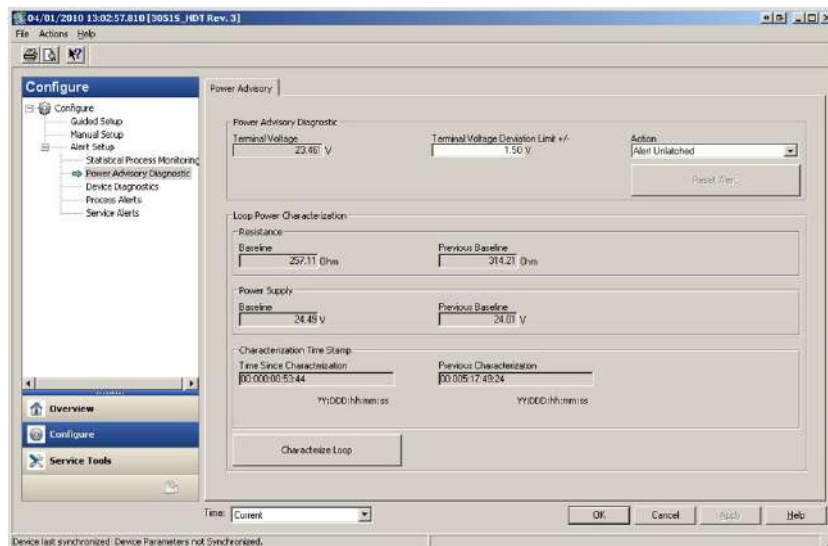 04/01/2010 13:02:57.810 [3051S_HDT Rev. 3]
File Actions Help
Configure
Configure
Guided Setup
Manual Setup
Alert Setup
Statistical Process Monitoring
Power Advisory Diagnostic
Device Diagnostics
Process Alerts
Service Alerts
Overview
Configure
Service Tools
Power Advisory
Power Advisory Diagnostic
Terminal Voltage Terminal Voltage Deviation Limit +/- Action
23.461 V 1.50 V Alert Unlatched
Reset Alert
Loop Power Characterization
Resistance
Baseline Previous Baseline
257.11 Ohm 314.21 Ohm
Power Supply
Baseline Previous Baseline
24.49 V 24.01 V
Characterization Time Stamp
Time Since Characterization Previous Characterization
00:000:00:53:44 00:005:17:49:24
YY:DDD:hh:mm:ss YY:DDD:hh:mm:ss
Characterize Loop
Time: Current OK Cancel Apply Help
Device last synchronized: Device Parameters not Synchronized.